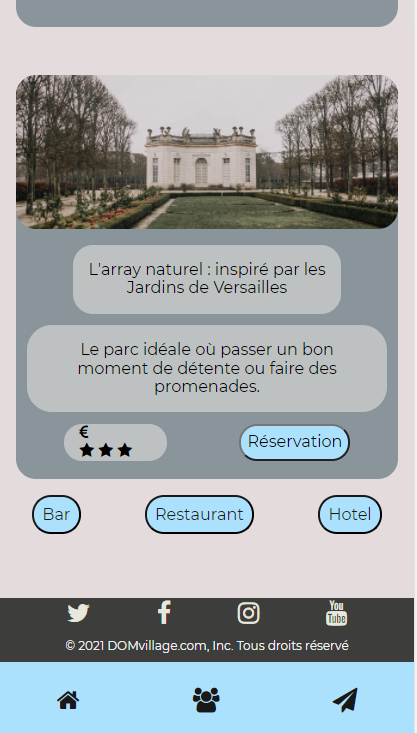 L'array naturel : inspiré par les
Jardins de Versailles
Le parc idéale où passer un bon
moment de détente ou faire des
promenades.
€
Réservation
Bar
Restaurant
Hotel
You
Tube
© 2021 DOMvillage.com, Inc. Tous droits réservé